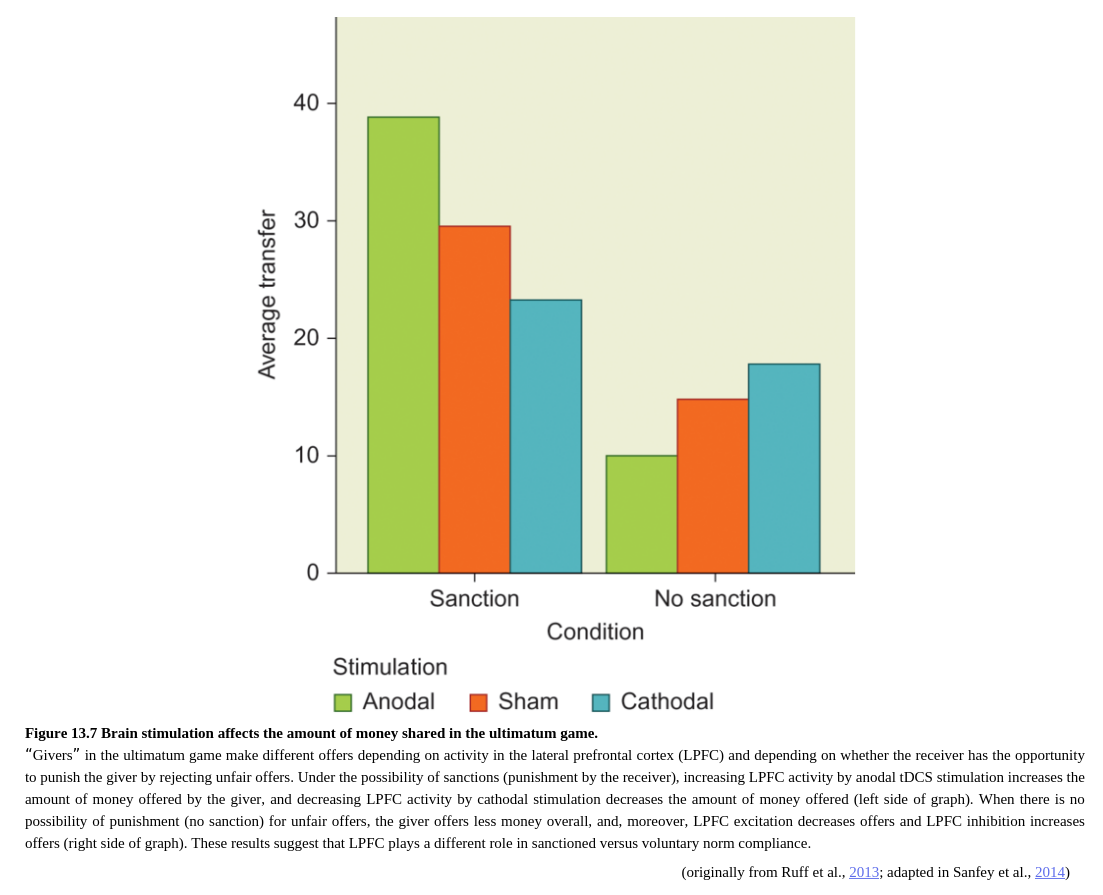 40
30
20
10
0
Average transfer
Sanction No sanction
Condition
Stimulation
Anodal Sham Cathodal
Figure 13.7 Brain stimulation affects the amount of money shared in the ultimatum game.
“Givers” in the ultimatum game make different offers depending on activity in the lateral prefrontal cortex (LPFC) and depending on whether the receiver has the opportunity
to punish the giver by rejecting unfair offers. Under the possibility of sanctions (punishment by the receiver), increasing LPFC activity by anodal tDCS stimulation increases the
amount of money offered by the giver, and decreasing LPFC activity by cathodal stimulation decreases the amount of money offered (left side of graph). When there is no
possibility of punishment (no sanction) for unfair offers, the giver offers less money overall, and, moreover, LPFC excitation decreases offers and LPFC inhibition increases
offers (right side of graph). These results suggest that LPFC plays a different role in sanctioned versus voluntary norm compliance.
(originally from Ruff et al., 2013; adapted in Sanfey et al., 2014)